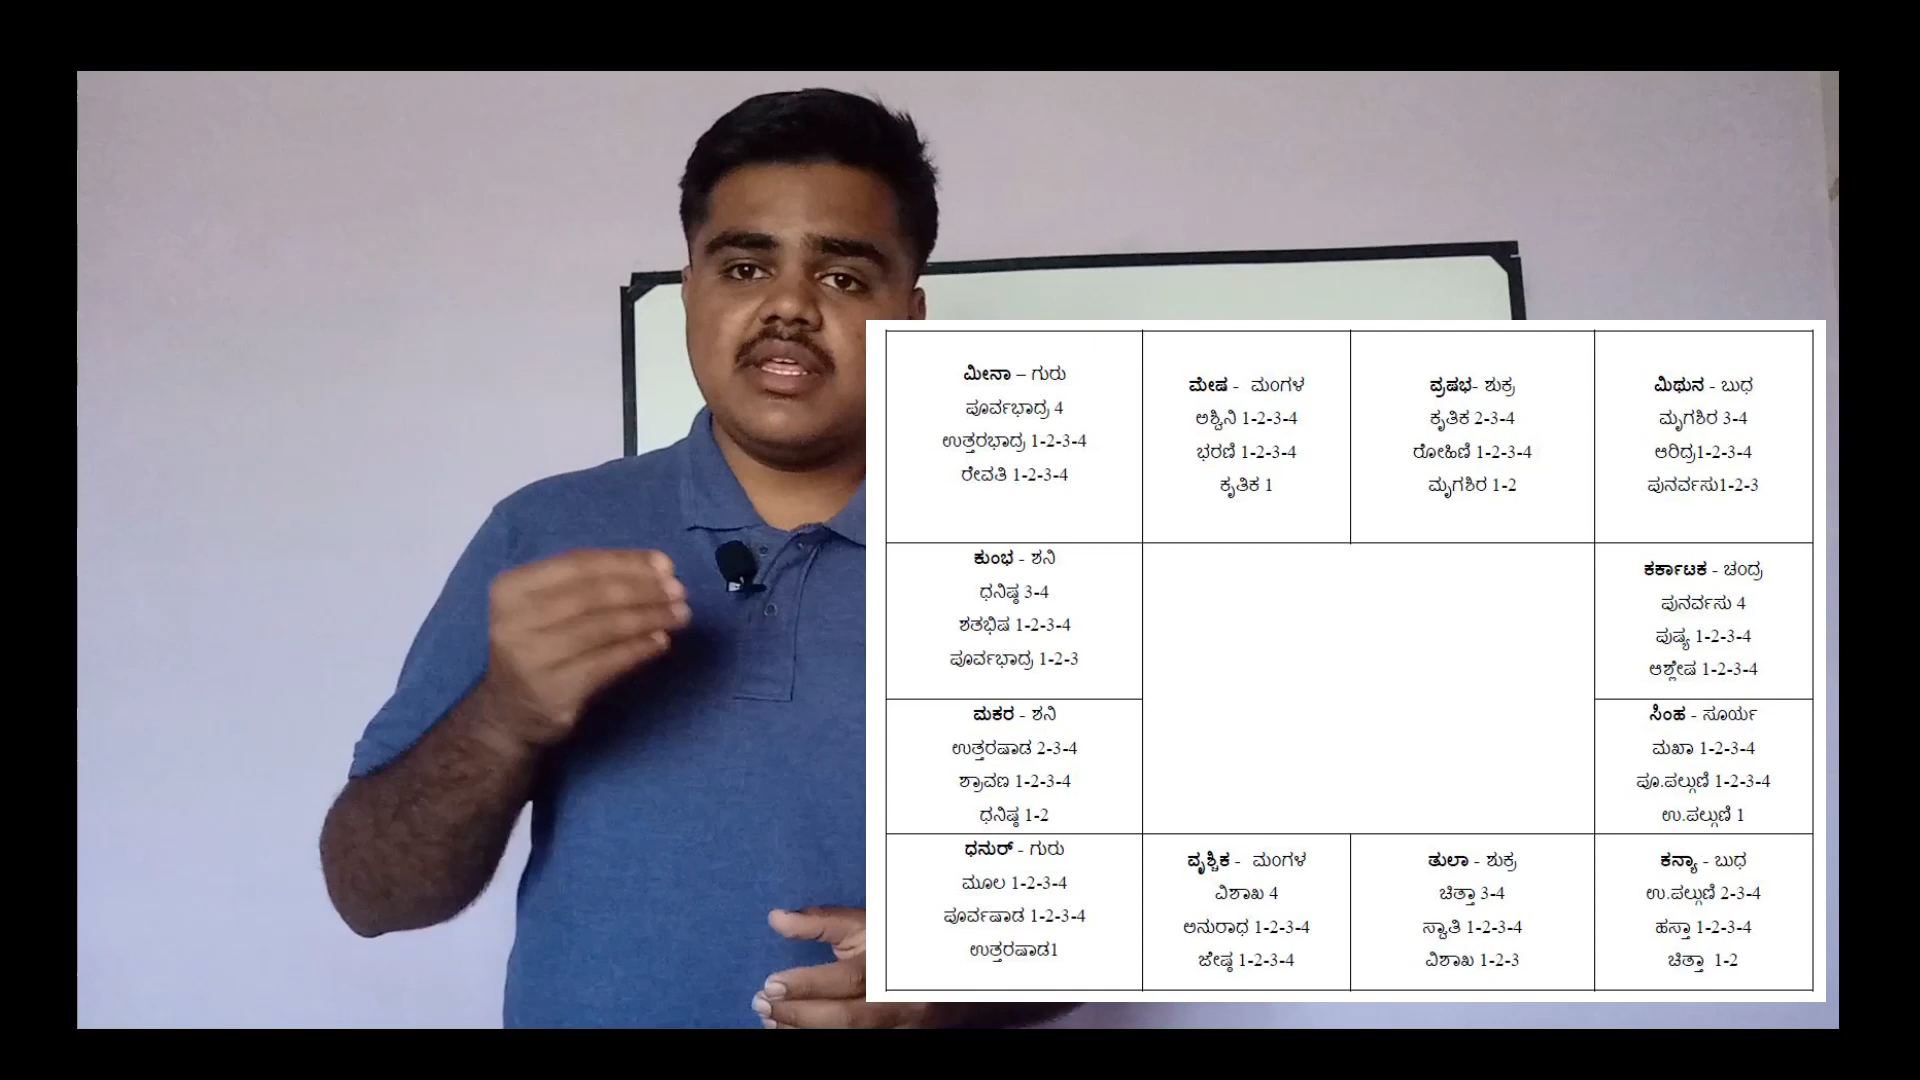 ಮೀನಾ – ಗುರು
ಪೂರ್ವಭಾದ್ರ 4
ಉತ್ತರಭಾದ್ರ 1-2-3-4
ರೇವತಿ 1-2-3-4
ಮೇಷ - ಮಂಗಳ
ಅಶ್ವಿನಿ 1-2-3-4
ಭರಣಿ 1-2-3-4
ಕೃತಿಕ 1
ವ್ರಷಭ- ಶುಕ್ರ
ಕೃತಿಕ 2-3-4
ರೋಹಿಣಿ 1-2-3-4
ಮೃಗಶಿರ 1-2
ಮಿಥುನ - ಬುಧ
ಮೃಗಶಿರ 3-4
ಆರಿದ್ರ1-2-3-4
ಪುನರ್ವಸು1-2-3
ಕುಂಭ - ಶನಿ
ಧನಿಷ್ಠ 3-4
ಶತಭಿಷ 1-2-3-4
ಪೂರ್ವಭಾದ್ರ 1-2-3
ಕರ್ಕಾಟಕ - ಚಂದ್ರ
ಪುನರ್ವಸು 4
ಪುಷ್ಯ 1-2-3-4
ಆಶ್ಲೇಷ 1-2-3-4
ಮಕರ - ಶನಿ
ಉತ್ತರಷಾಡ 2-3-4
ಶ್ರಾವಣ 1-2-3-4
ಧನಿಷ್ಠ 1-2
ಸಿಂಹ - ಸೂರ್ಯ
ಮಖಾ 1-2-3-4
ಪೂ.ಪಲ್ಗುಣಿ 1-2-3-4
ಉ.ಪಲ್ಗುಣಿ 1
ಧನುರ್ - ಗುರು
ಮೂಲ 1-2-3-4
ಪೂರ್ವಷಾಡ 1-2-3-4
ಉತ್ತರಷಾಡ1
ವೃಶ್ಚಿಕ - ಮಂಗಳ
ವಿಶಾಖ 4
ಅನುರಾಧ 1-2-3-4
ಜೇಷ್ಠ 1-2-3-4
ತುಲಾ - ಶುಕ್ರ
ಚಿತ್ತಾ 3-4
ಸ್ವಾತಿ 1-2-3-4
ವಿಶಾಖ 1-2-3
ಕನ್ಯಾ - ಬುಧ
ಉ.ಪಲ್ಗುಣಿ 2-3-4
ಹಸ್ತಾ 1-2-3-4
ಚಿತ್ತಾ 1-2